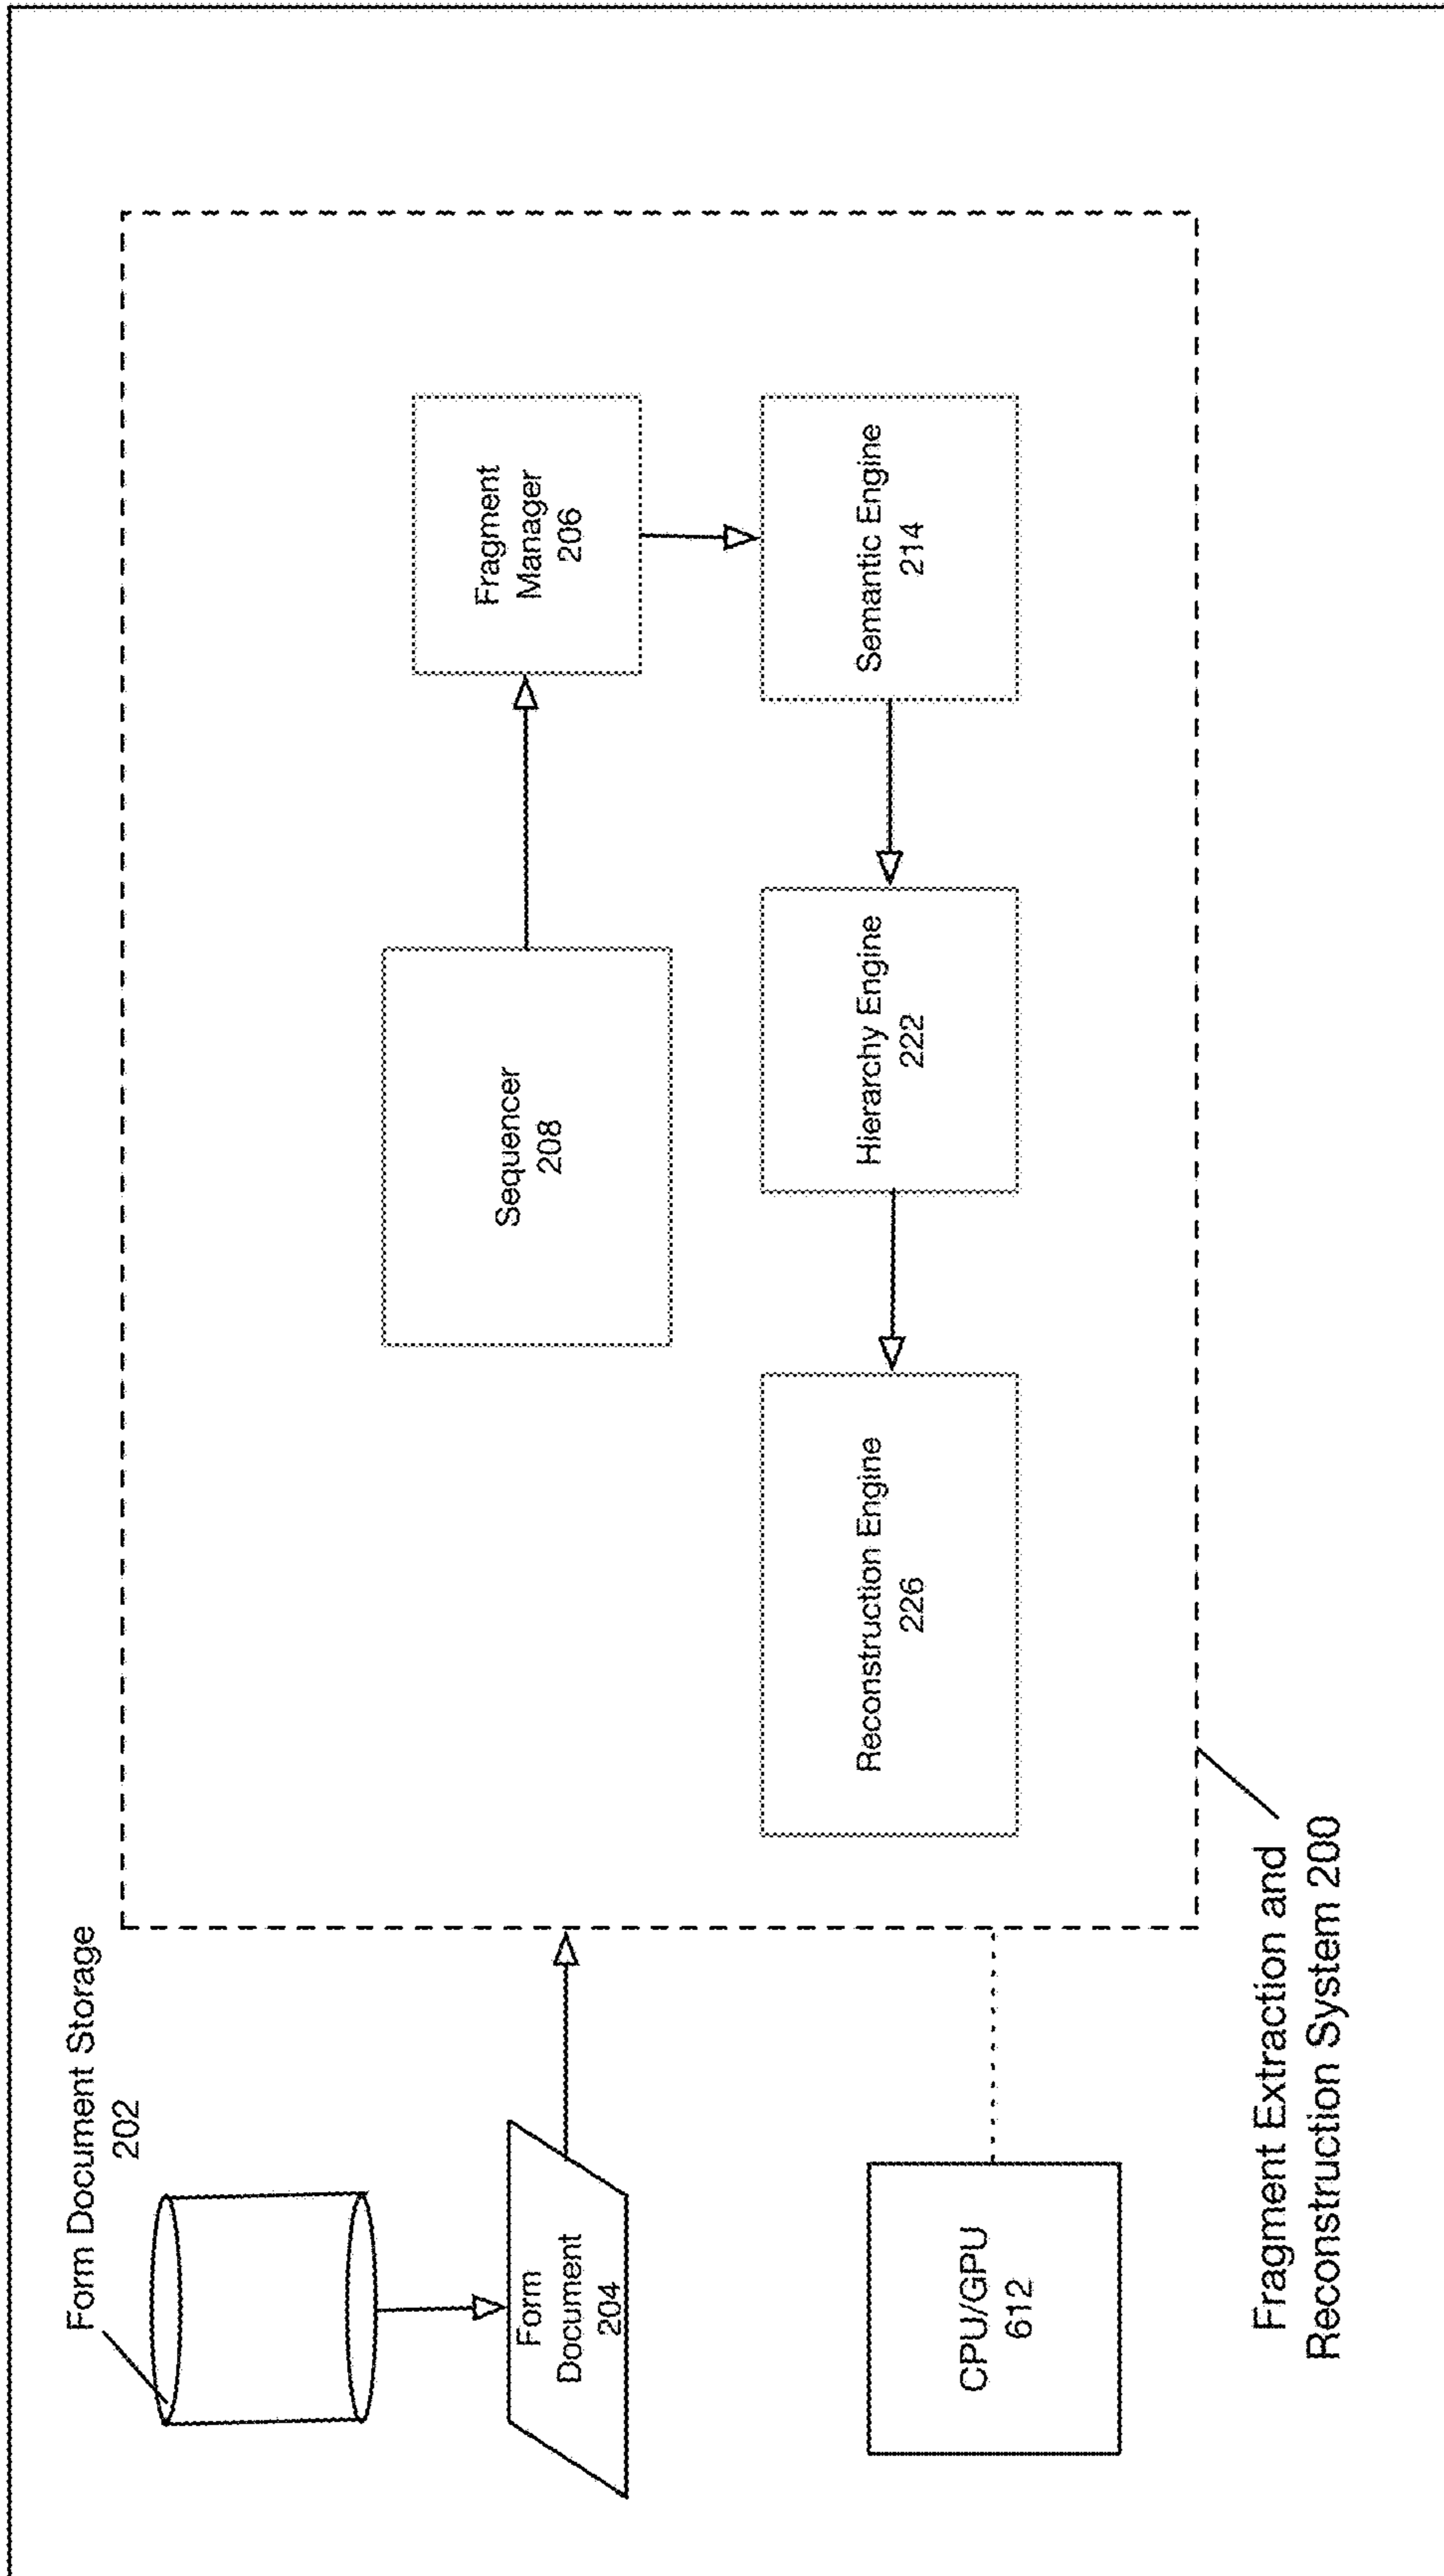 Form Document Storage
202
Form
Document
204
CPU/GPU
612
Sequencer
208
Fragment
Manager
206
Reconstruction Engine
226
Hierarchy Engine
222
Semantic Engine
214
Fragment Extraction and
Reconstruction System 200